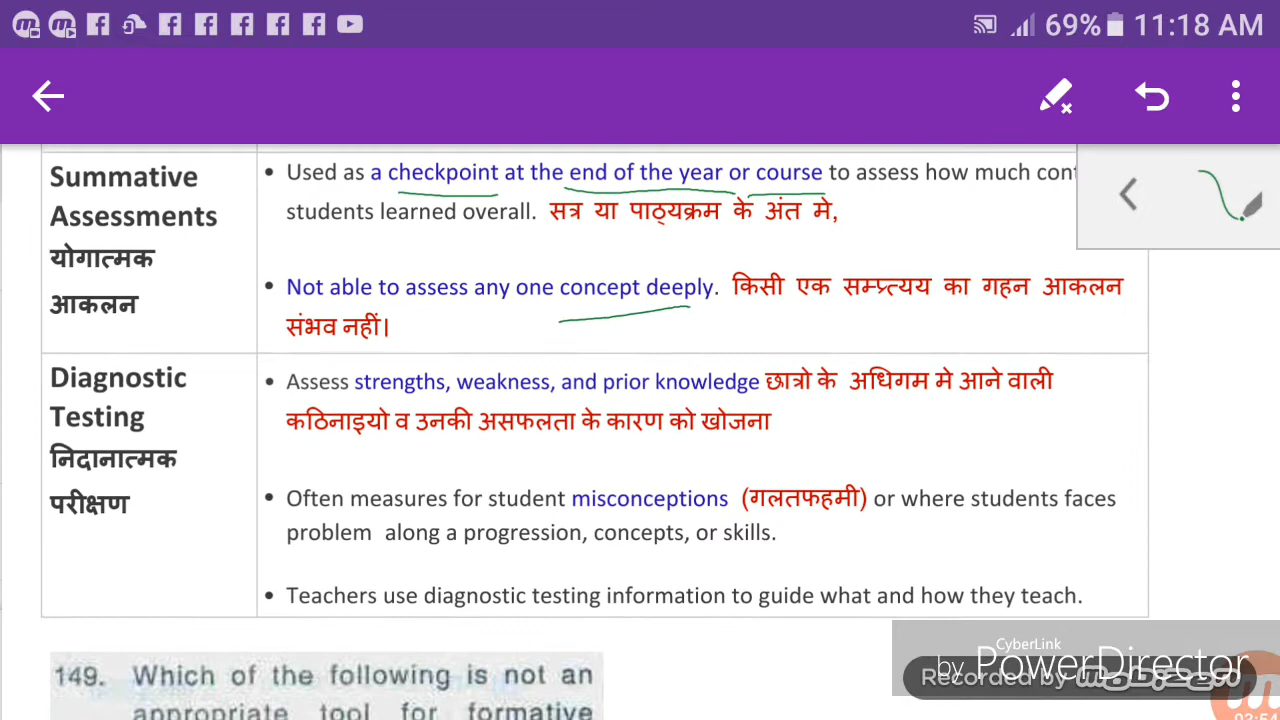 69% 11:18 AM
Summative
Assessments
योगात्मक
आकलन
• Used as a checkpoint at the end of the year or course to assess how much
students learned overall. सत्र या पाठ्यक्रम के अंत मे,
• Not able to assess any one concept deeply. किसी एक सम्प्रत्यय का गहन आकलन
संभव नहीं।
Diagnostic
Testing
निदानात्मक
परीक्षण
• Assess strengths, weakness, and prior knowledge छात्रो के अधिगम मे आने वाली
कठिनाइयो व उनकी असफलता के कारण को खोजना
• Often measures for student misconceptions (गलतफहमी) or where students faces
problem along a progression, concepts, or skills.
• Teachers use diagnostic testing information to guide what and how they teach.
149. Which of the following is not an
appropriate tool for formative
CyberLink
by PowerDirector
Recorded by